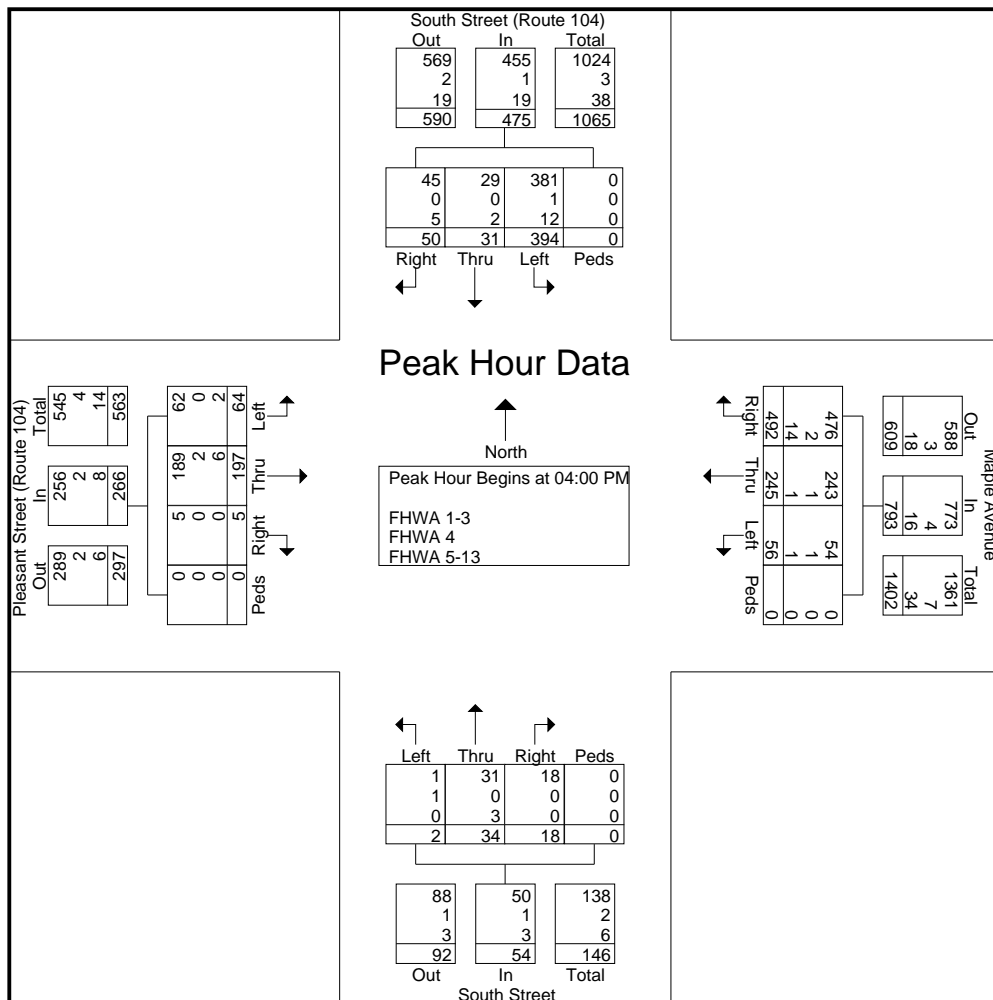 South Street (Route 104)
Out In Total
569 455 1024
2 1 3
19 19 38
590 475 1065
45 29 381 0
0 0 1 0
5 2 12 0
50 31 394 0
Right Thru Left Peds
Peak Hour Data
North
Peak Hour Begins at 04:00 PM
FHWA 1-3
FHWA 4
FHWA 5-13
Pleasant Street (Route 104)
Out In Total
289 256 545
2 2 4
6 8 14
297 266 563
0 5 189 62
0 0 2 0
0 0 6 2
0 5 197 64
Peds Right Thru Left
Maple Avenue
Out In Total
588 773 1361
3 4 7
18 16 34
609 793 1402
476 243 54 0
2 1 1 0
14 1 1 0
492 245 56 0
Right Thru Left Peds
Left Thru Right Peds
1 31 18 0
1 0 0 0
0 3 0 0
2 34 18 0
88 50 138
1 1 2
3 3 6
92 54 146
Out In Total
South Street